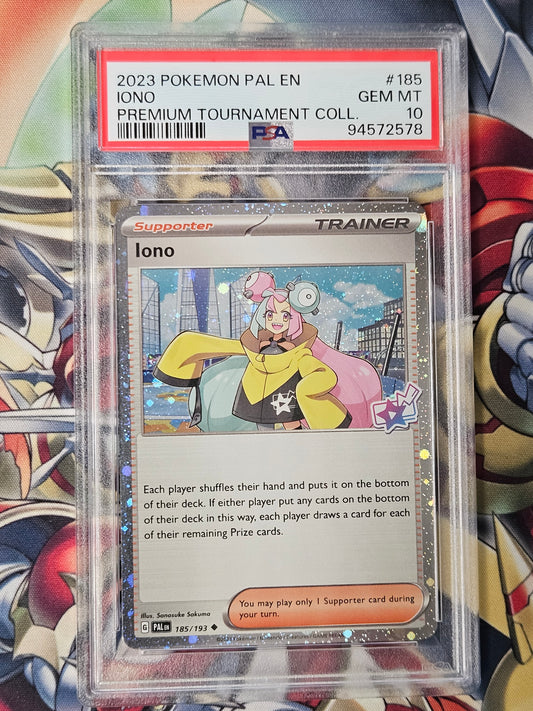 2023 POKEMON PAL EN #185
IONO GEM MT
PREMIUM TOURNAMENT COLL. 10
PSA 94572578
Supporter TRAINER
Iono
Each player shuffles their hand and puts it on the bottom
of their deck. If either player put any cards on the bottom
of their deck in this way, each player draws a card for each
of their remaining Prize cards.
Illus. Sanosuke Sakuma
You may play only 1 Supporter card during
your turn.
G PAL EN 185/193